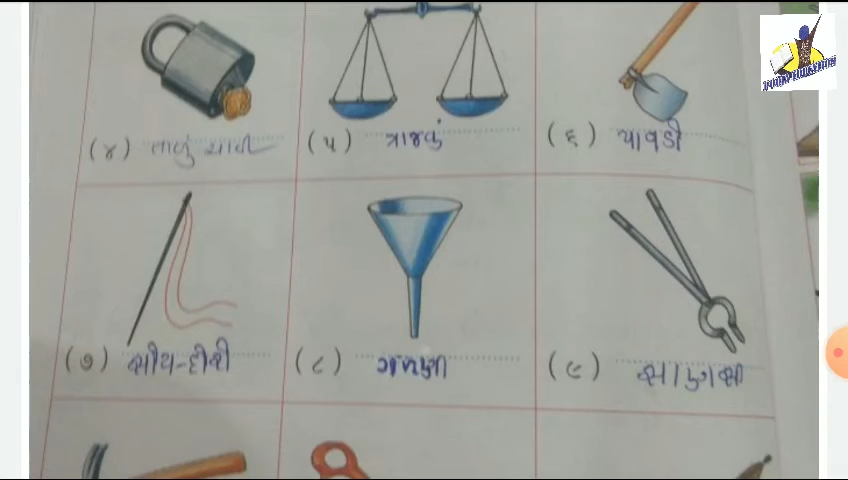 (૪) તાળું ચાવી
(૫) ત્રાજવું
(૬) પાવડો
(૭) સોય-દોરી
(૮) ગળણી
(૯) સાણસી